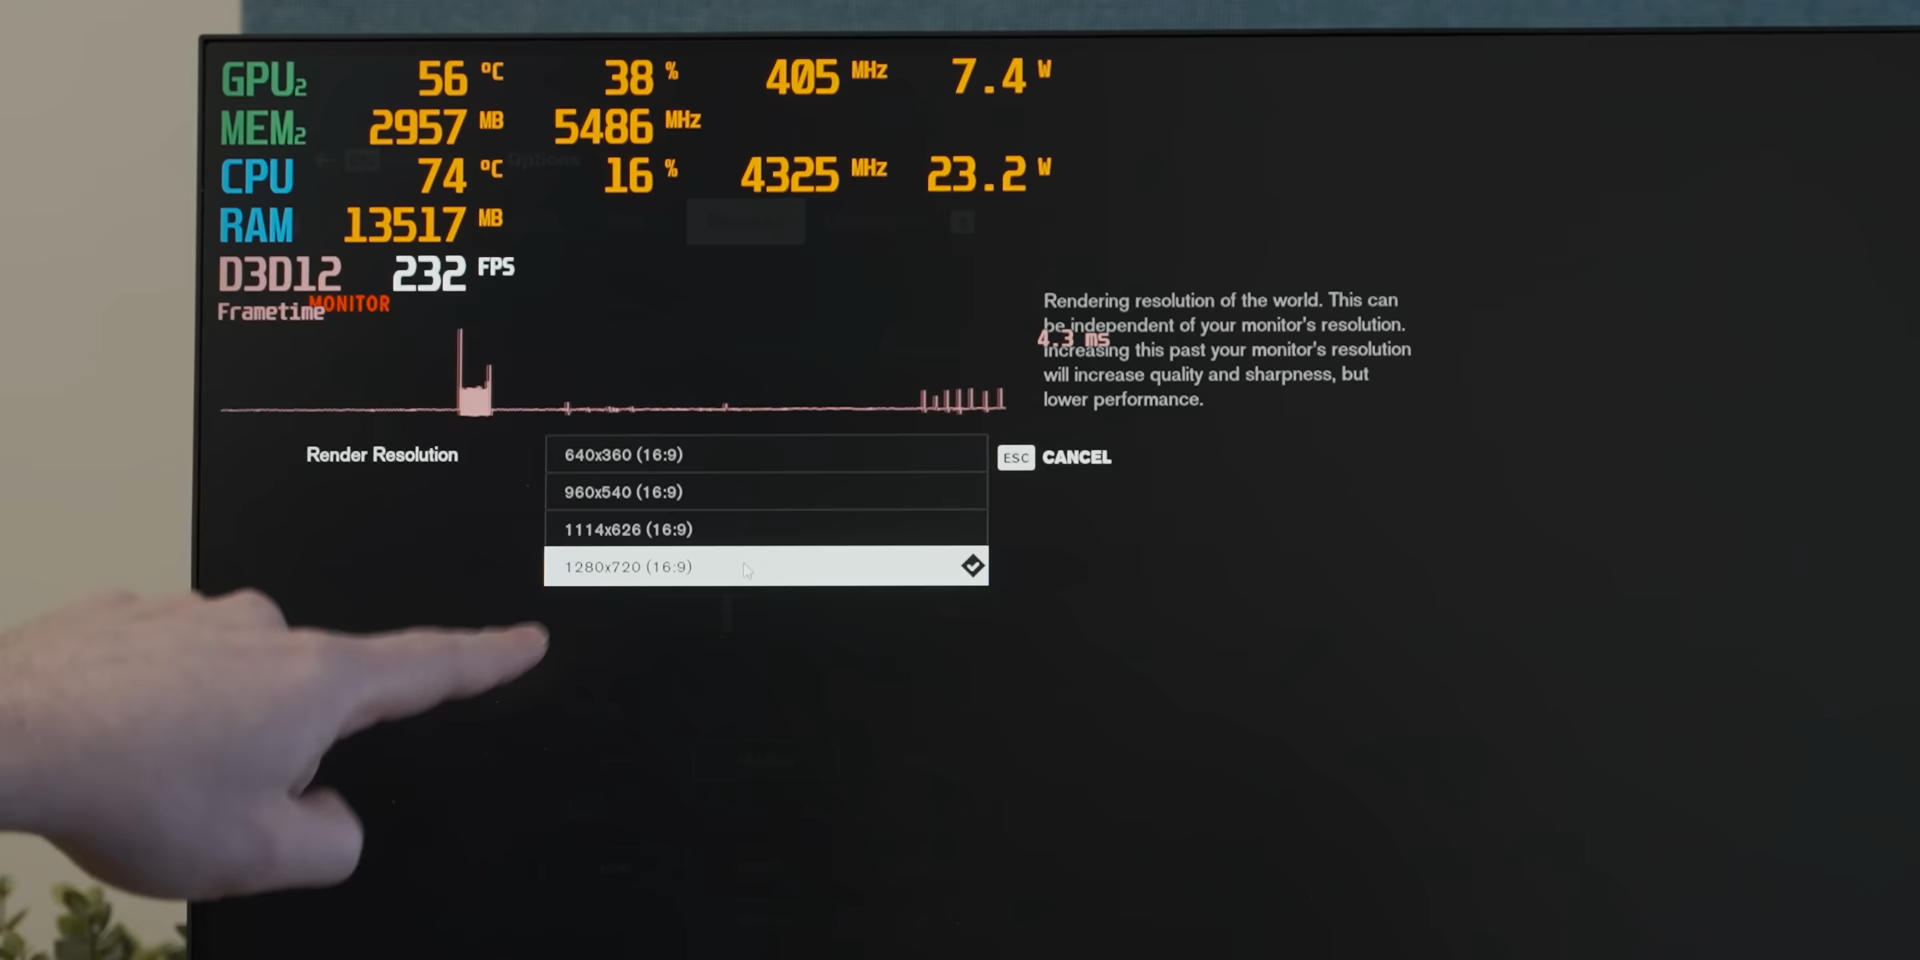 GPU2 56 °C 38 % 405 MHz 7.4 W
MEM2 2957 MB 5486 MHz
CPU 74 °C 16 % 4325 MHz 23.2 W
RAM 13517 MB
D3D12 232 FPS
Frametime MONITOR
4.3 ms
Options
Rendering resolution of the world. This can
be independent of your monitor's resolution.
Increasing this past your monitor's resolution
will increase quality and sharpness, but
lower performance.
Render Resolution
640x360 (16:9)
960x540 (16:9)
1114x626 (16:9)
1280x720 (16:9)
ESC CANCEL